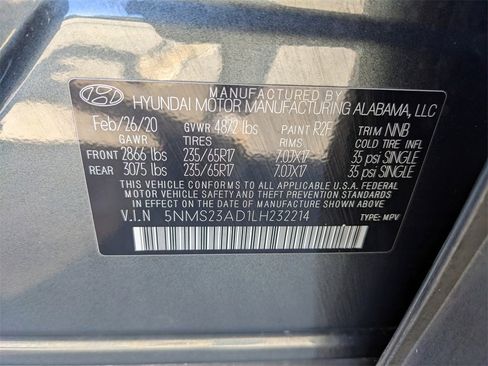 MANUFACTURED BY
HYUNDAI MOTOR MANUFACTURING ALABAMA, LLC
Feb/26/20 GVWR 4872 lbs PAINT R2F TRIM NNB
GAWR TIRES RIMS COLD TIRE INFL
FRONT 2866 lbs 235/65R17 7.0JX17 35 psi SINGLE
REAR 3075 lbs 235/65R17 7.0JX17 35 psi SINGLE
THIS VEHICLE CONFORMS TO ALL APPLICABLE U.S.A. FEDERAL
MOTOR VEHICLE SAFETY AND THEFT PREVENTION STANDARDS
IN EFFECT ON THE DATE OF MANUFACTURE SHOWN ABOVE.
V.I.N 5NMS23AD1LH232214 TYPE: MPV